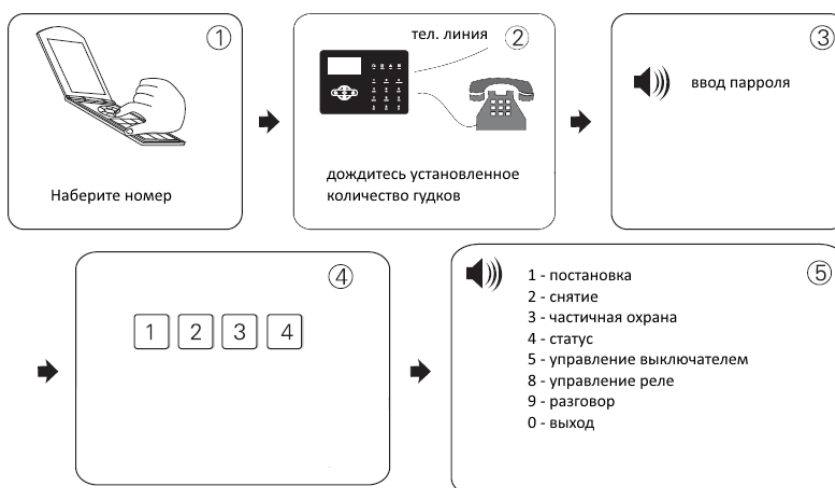 ①
Наберите номер
тел. линия
②
дождитесь установленное
количество гудков
③
ввод парроля
④
1 2 3 4
⑤
1 - постановка
2 - снятие
3 - частичная охрана
4 - статус
5 - управление выключателем
8 - управление реле
9 - разговор
0 - выход